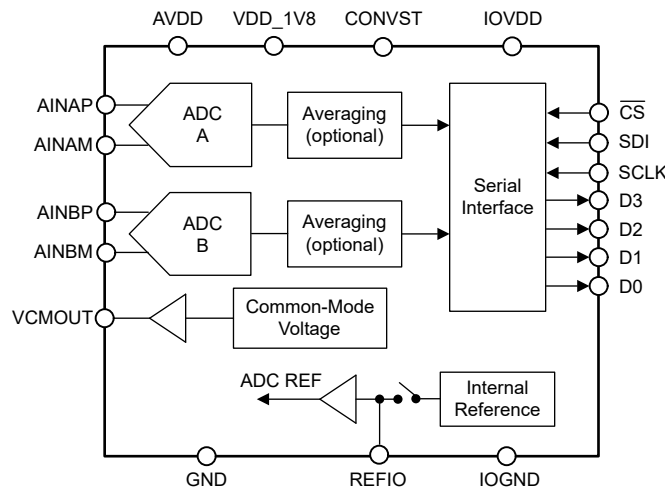 AVDD
VDD_1V8
CONVST
IOVDD
AINAP
AINAM
ADC
A
Averaging
(optional)
AINBP
AINBM
ADC
B
Averaging
(optional)
Serial
Interface
CS
SDI
SCLK
D3
D2
D1
D0
VCMOUT
Common-Mode
Voltage
ADC REF
Internal
Reference
GND
REFIO
IOGND